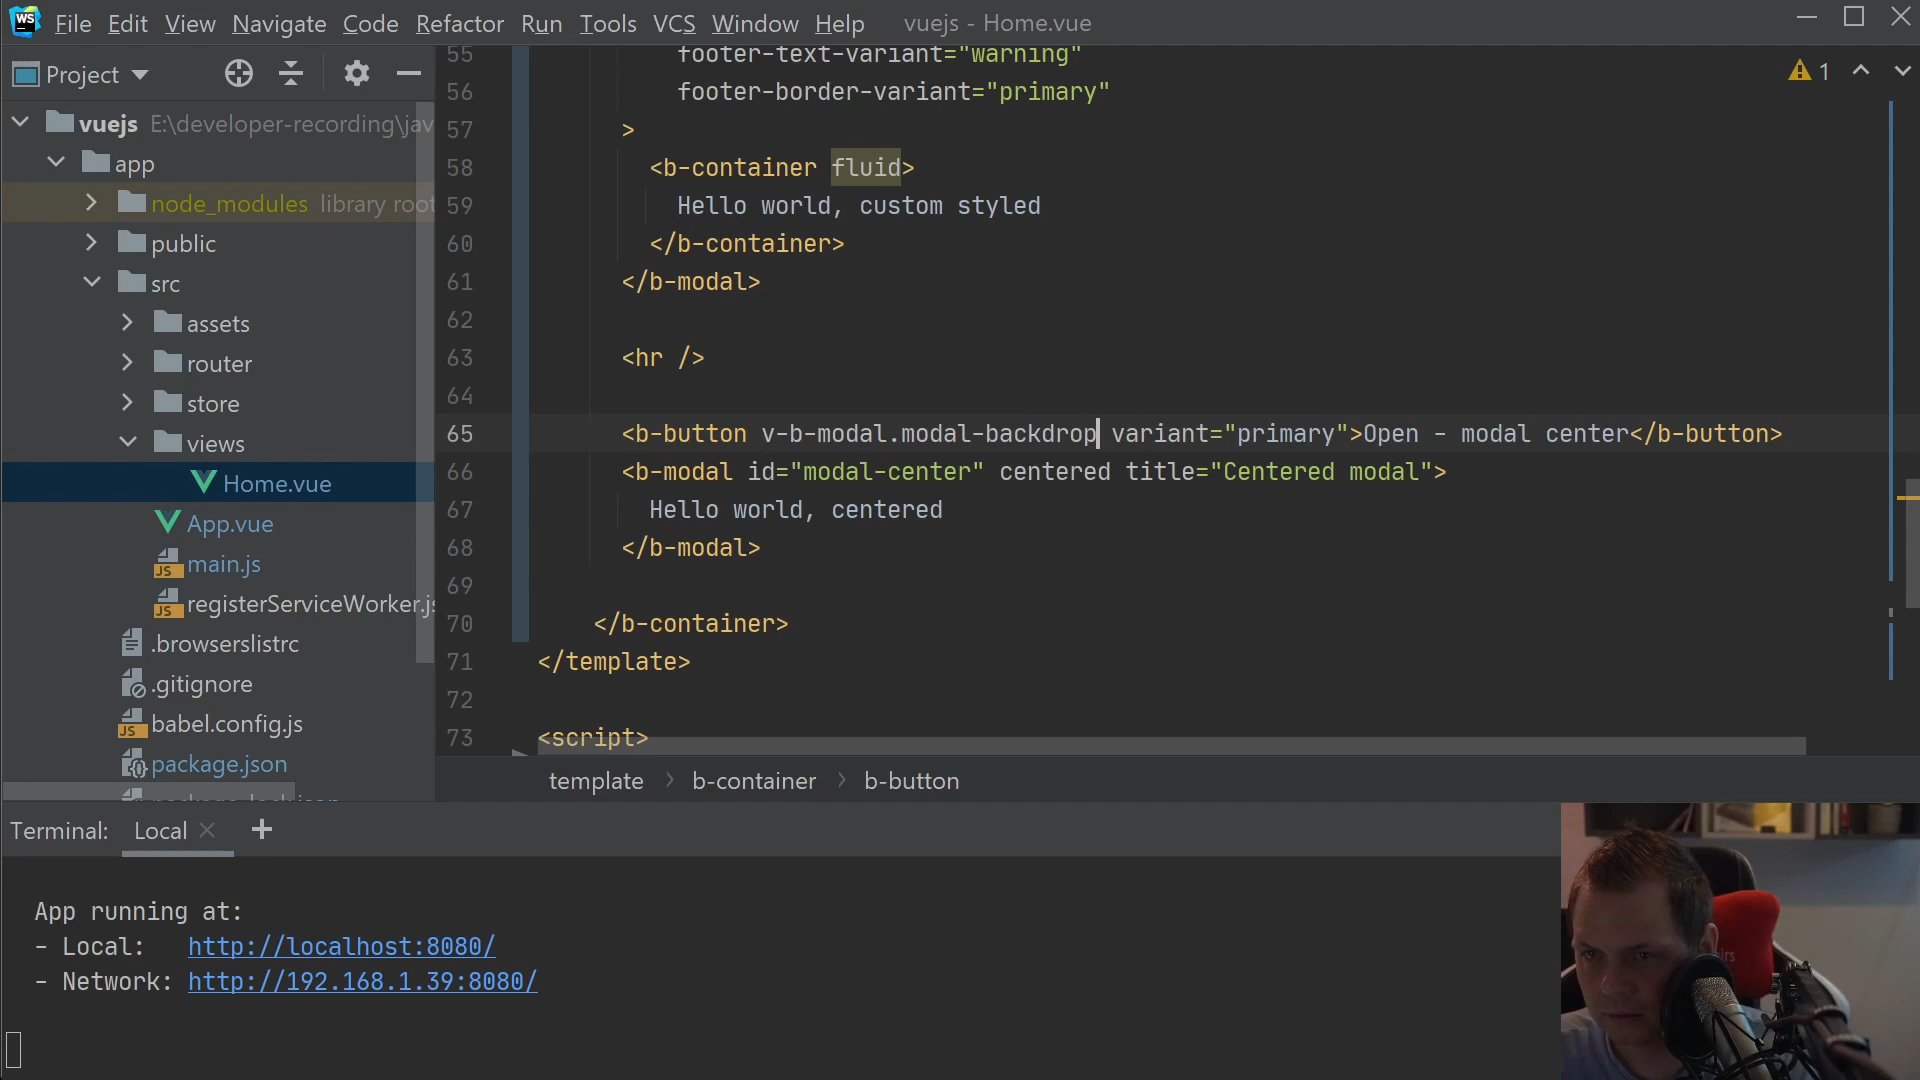 WS File Edit View Navigate Code Refactor Run Tools VCS Window Help vuejs - Home.vue
Project
vuejs E:\developer-recording\jav
app
node_modules library root
public
src
assets
router
store
views
Home.vue
App.vue
JS main.js
JS registerServiceWorker.js
.browserslistrc
.gitignore
JS babel.config.js
package.json
1
55 footer-text-variant="warning"
56 footer-border-variant="primary"
57 >
58 <b-container fluid>
59 Hello world, custom styled
60 </b-container>
61 </b-modal>
62
63 <hr />
64
65 <b-button v-b-modal.modal-backdrop variant="primary">Open - modal center</b-button>
66 <b-modal id="modal-center" centered title="Centered modal">
67 Hello world, centered
68 </b-modal>
69
70 </b-container>
71 </template>
72
73 <script>
template b-container b-button
Terminal: Local
App running at:
- Local: http://localhost:8080/
- Network: http://192.168.1.39:8080/